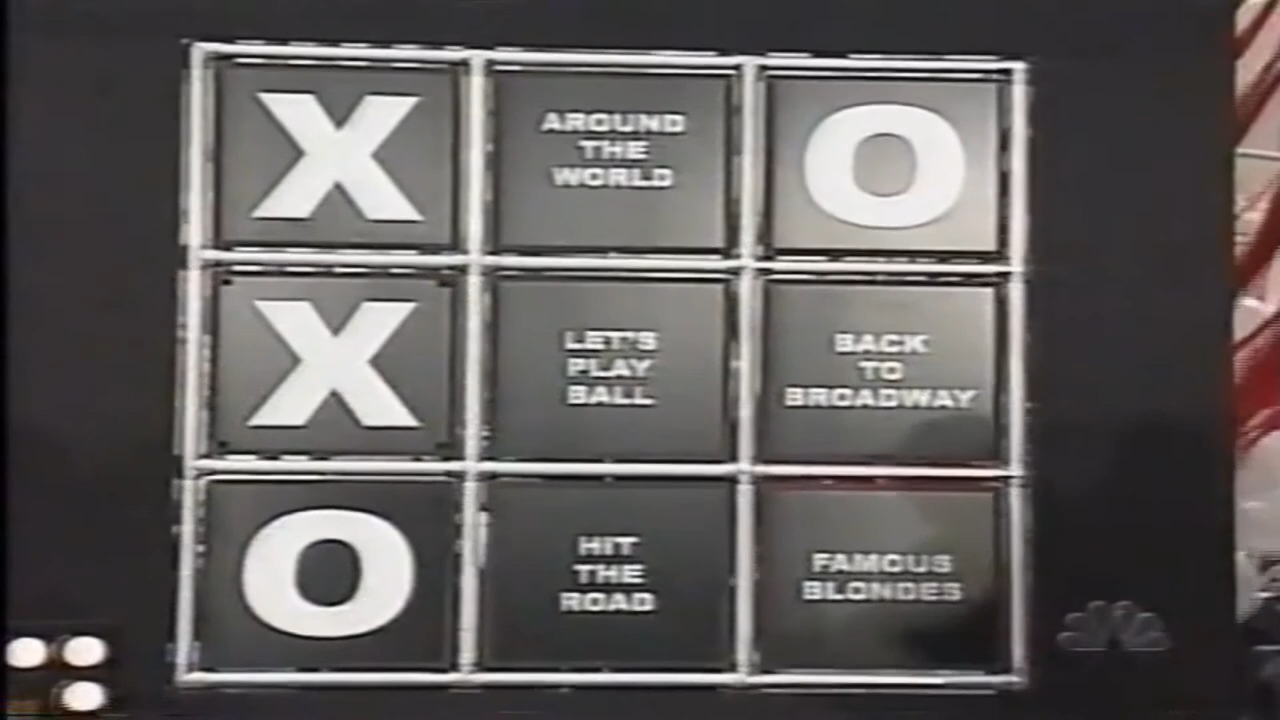 X
AROUND
THE
WORLD
O
X
LET'S
PLAY
BALL
BACK
TO
BROADWAY
O
HIT
THE
ROAD
FAMOUS
BLONDES